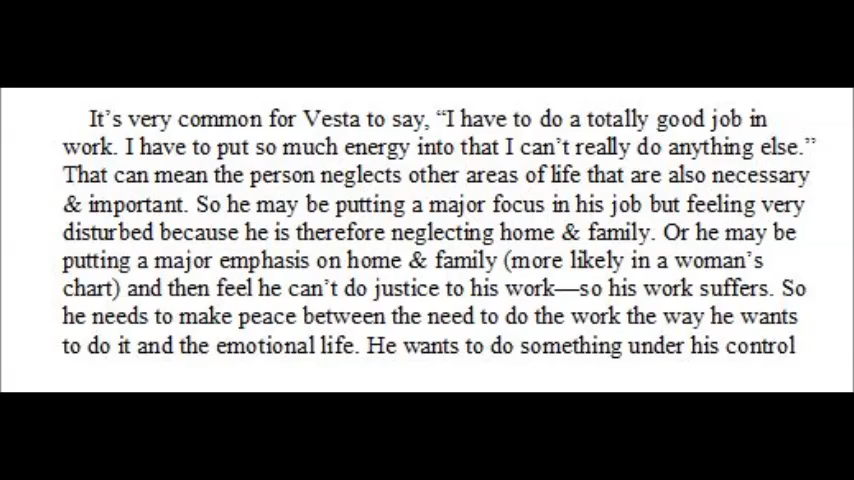 It’s very common for Vesta to say, “I have to do a totally good job in
work. I have to put so much energy into that I can’t really do anything else.”
That can mean the person neglects other areas of life that are also necessary
& important. So he may be putting a major focus in his job but feeling very
disturbed because he is therefore neglecting home & family. Or he may be
putting a major emphasis on home & family (more likely in a woman’s
chart) and then feel he can’t do justice to his work—so his work suffers. So
he needs to make peace between the need to do the work the way he wants
to do it and the emotional life. He wants to do something under his control